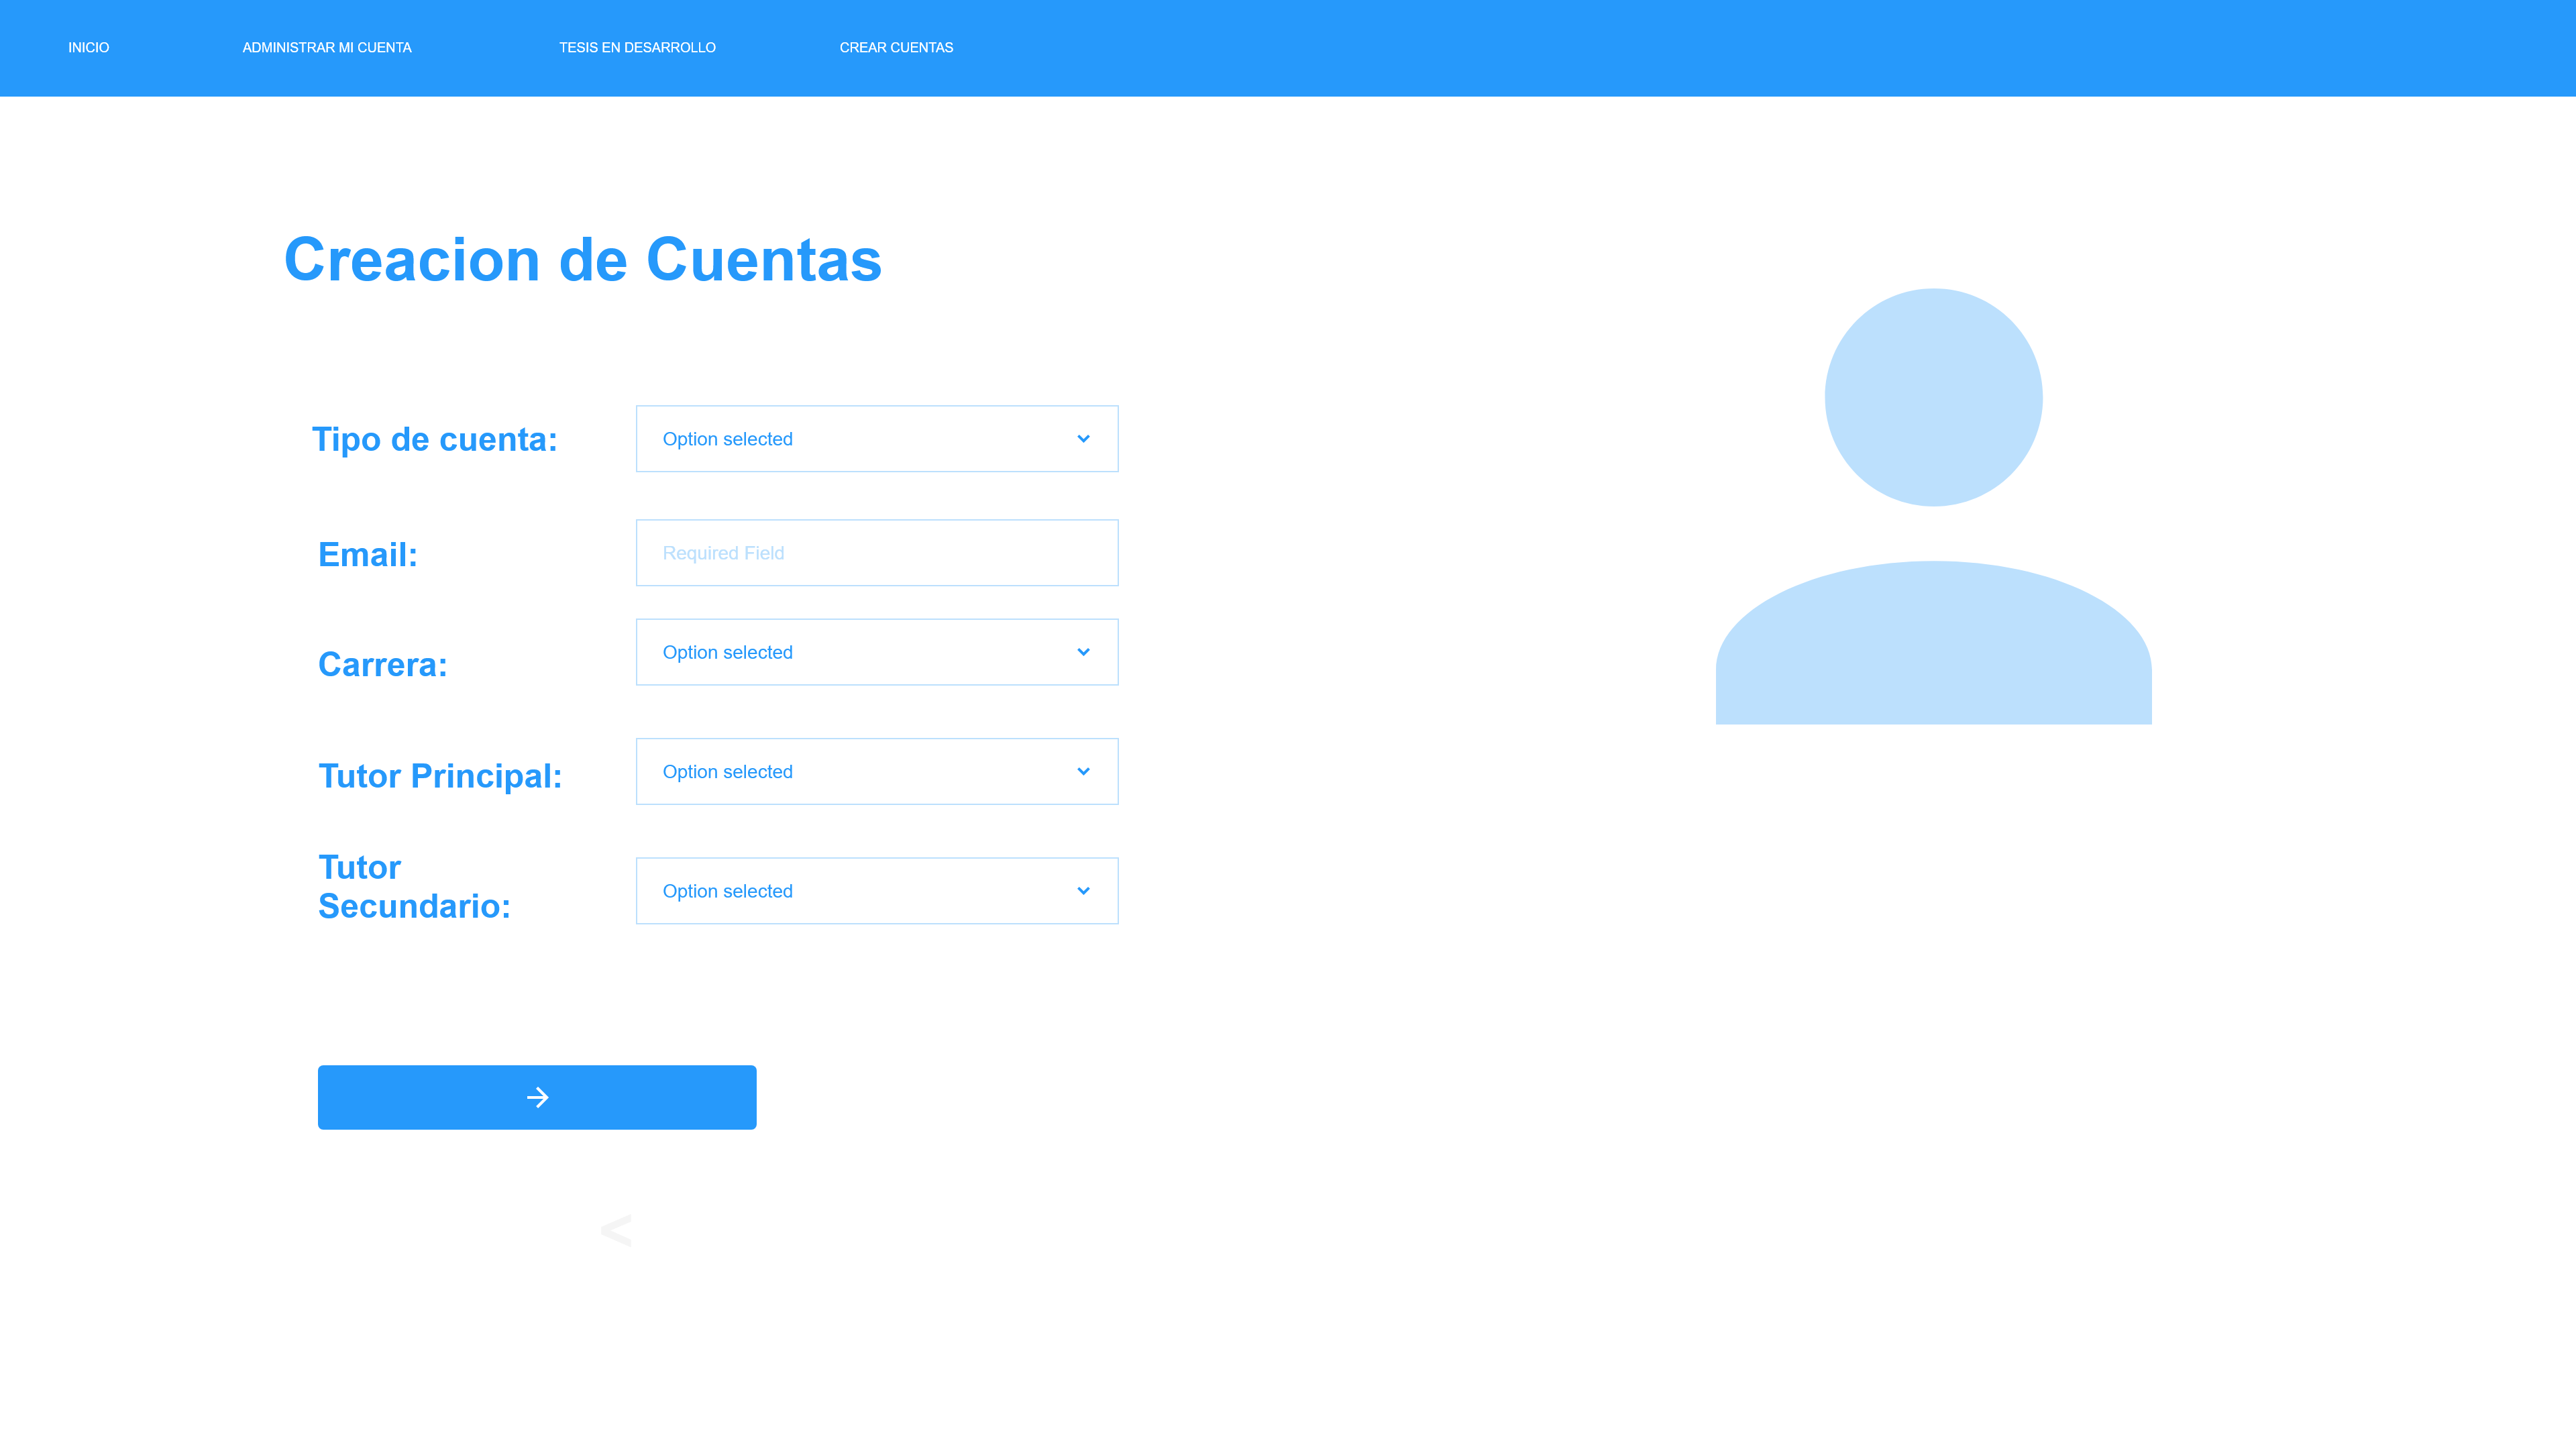 INICIO
ADMINISTRAR MI CUENTA
TESIS EN DESARROLLO
CREAR CUENTAS
Creacion de Cuentas
Tipo de cuenta:
Option selected
Email:
Required Field
Carrera:
Option selected
Tutor Principal:
Option selected
Tutor
Secundario:
Option selected
<